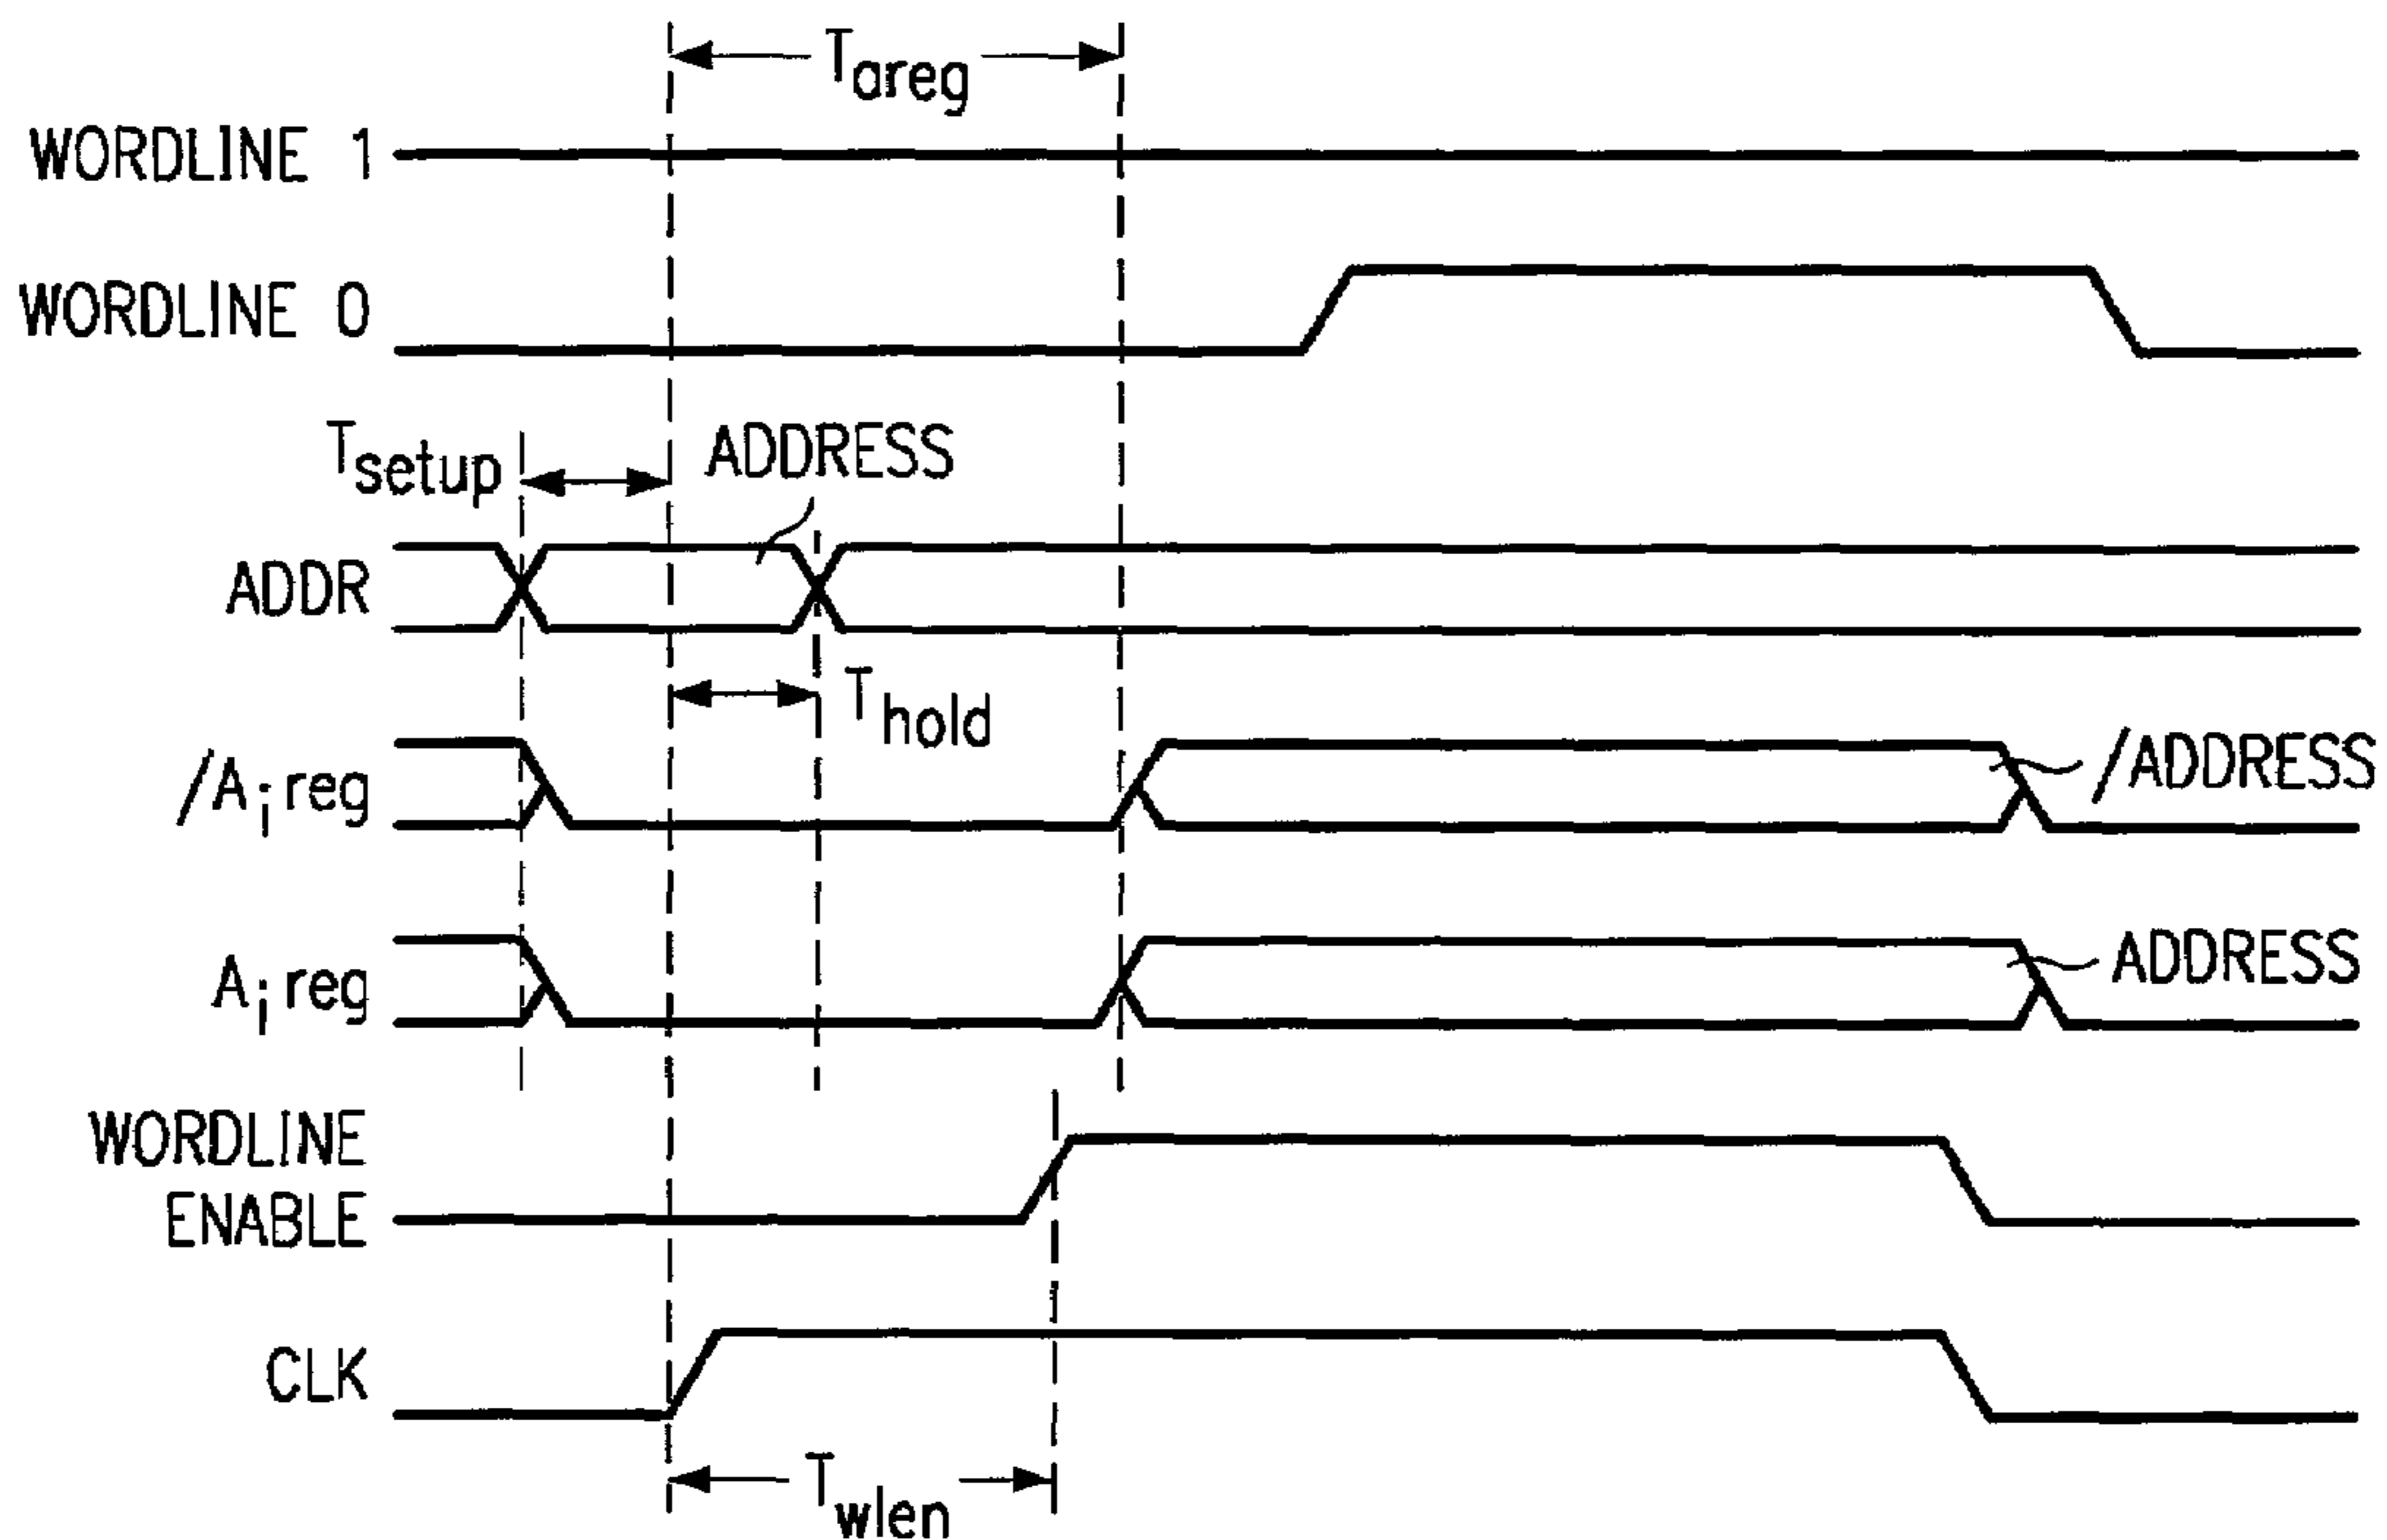 Tareg
WORDLINE 1
WORDLINE 0
Tsetup
ADDRESS
ADDR
Thold
/Ai reg
/ADDRESS
Ai reg
ADDRESS
WORDLINE
ENABLE
CLK
Twlen